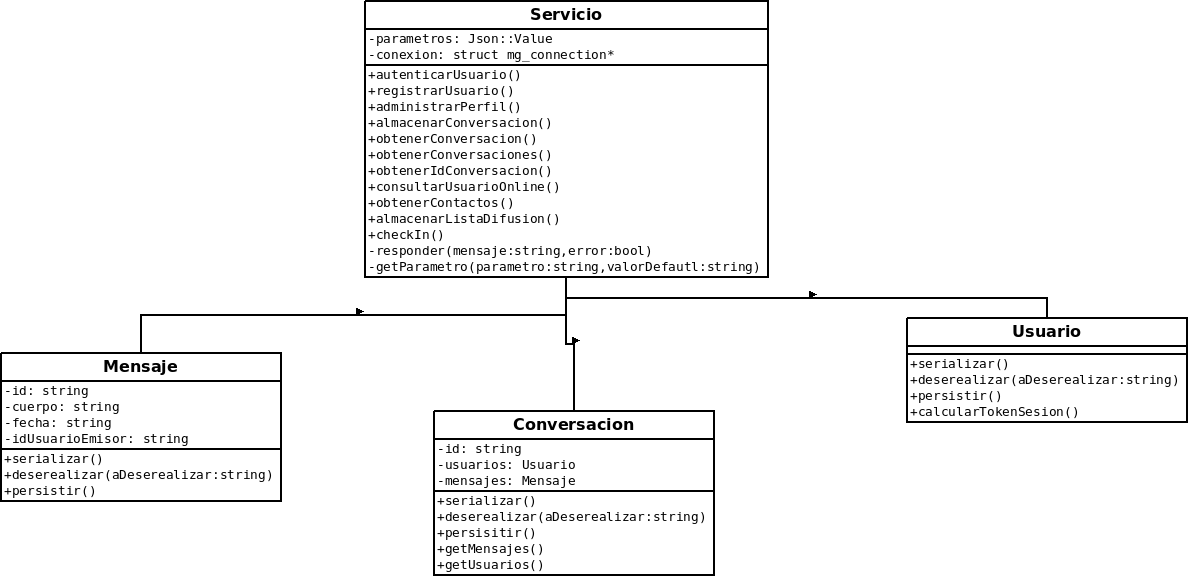 Servicio
-parametros: Json::Value
-conexion: struct mg_connection*
+autenticarUsuario()
+registrarUsuario()
+administrarPerfil()
+almacenarConversacion()
+obtenerConversacion()
+obtenerConversaciones()
+obtenerIdConversacion()
+consultarUsuarioOnline()
+obtenerContactos()
+almacenarListaDifusion()
+checkIn()
-responder(mensaje:string,error:bool)
-getParametro(parametro:string,valorDefautl:string)
Mensaje
-id: string
-cuerpo: string
-fecha: string
-idUsuarioEmisor: string
+serializar()
+deserealizar(aDeserealizar:string)
+persistir()
Conversacion
-id: string
-usuarios: Usuario
-mensajes: Mensaje
+serializar()
+deserealizar(aDeserealizar:string)
+persisitir()
+getMensajes()
+getUsuarios()
Usuario
+serializar()
+deserealizar(aDeserealizar:string)
+persistir()
+calcularTokenSesion()